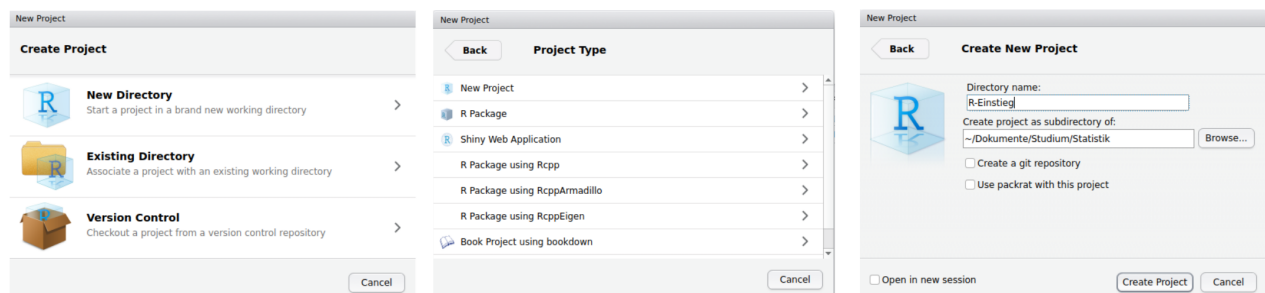 New Project
Create Project
New Directory
Start a project in a brand new working directory
Existing Directory
Associate a project with an existing working directory
Version Control
Checkout a project from a version control repository
Cancel
New Project
Back
Project Type
New Project
R Package
Shiny Web Application
R Package using Rcpp
R Package using RcppArmadillo
R Package using RcppEigen
Book Project using bookdown
Cancel
New Project
Back
Create New Project
Directory name:
R-Einstieg
Create project as subdirectory of:
~/Dokumente/Studium/Statistik
Browse...
Create a git repository
Use packrat with this project
Open in new session
Create Project
Cancel